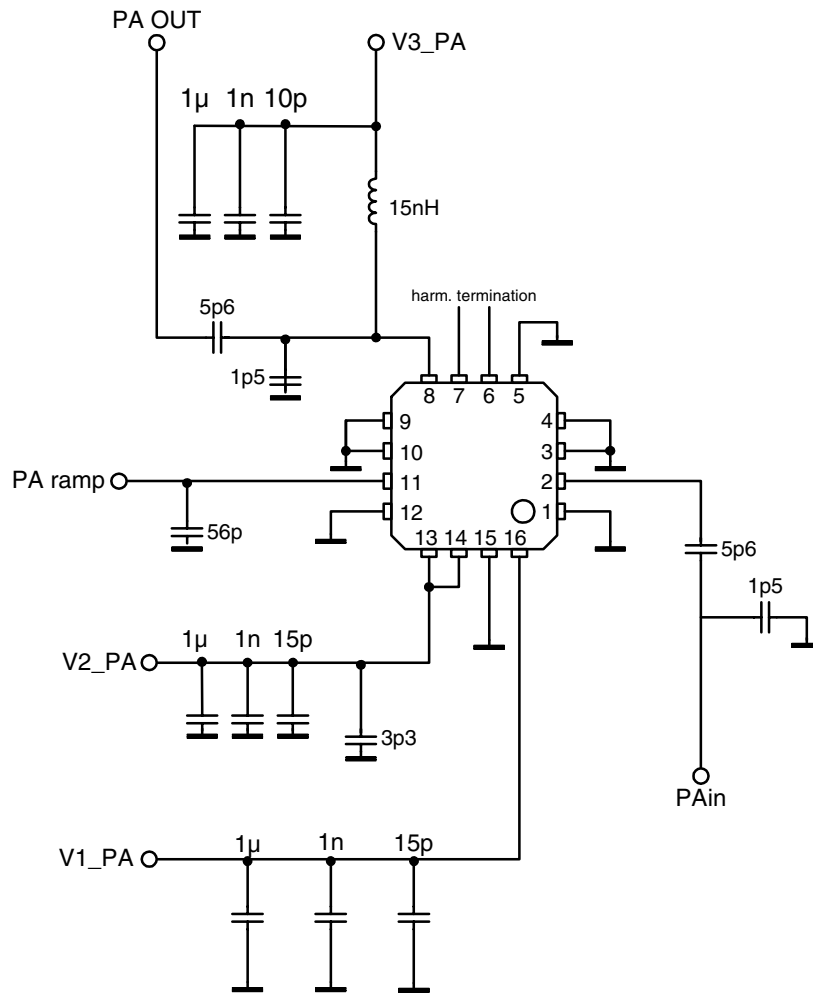 PA OUT
V3_PA
1µ 1n 10p
15nH
harm. termination
5p6
1p5
8 7 6 5
9 4
10 3
PA ramp 11 2
12 1
56p
13 14 15 16
5p6
1p5
1µ 1n 15p
V2_PA
3p3
PAin
1µ 1n 15p
V1_PA